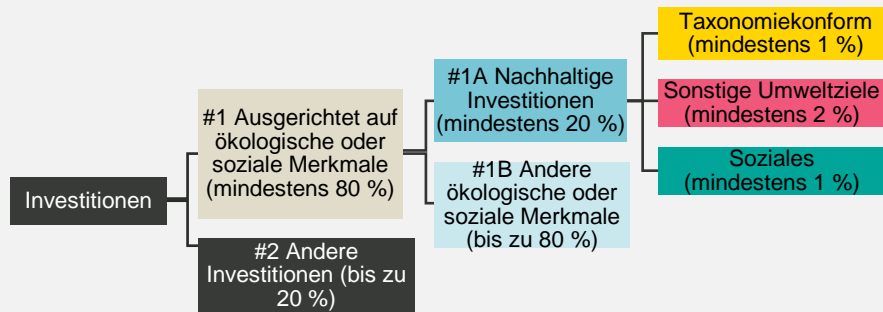 Investitionen
#1 Ausgerichtet auf
ökologische oder
soziale Merkmale
(mindestens 80 %)
#2 Andere
Investitionen (bis zu
20 %)
#1A Nachhaltige
Investitionen
(mindestens 20 %)
#1B Andere
ökologische oder
soziale Merkmale
(bis zu 80 %)
Taxonomiekonform
(mindestens 1 %)
Sonstige Umweltziele
(mindestens 2 %)
Soziales
(mindestens 1 %)